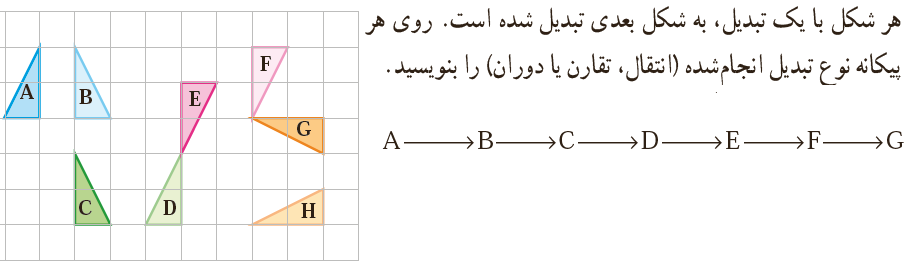 هر شکل با یک تبدیل، به شکل بعدی تبدیل شده است. روی هر
پیکانه نوع تبدیل انجام‌شده (انتقال، تقارن یا دوران) را بنویسید.
A B C D E F G
A
B
E
F
G
C
D
H